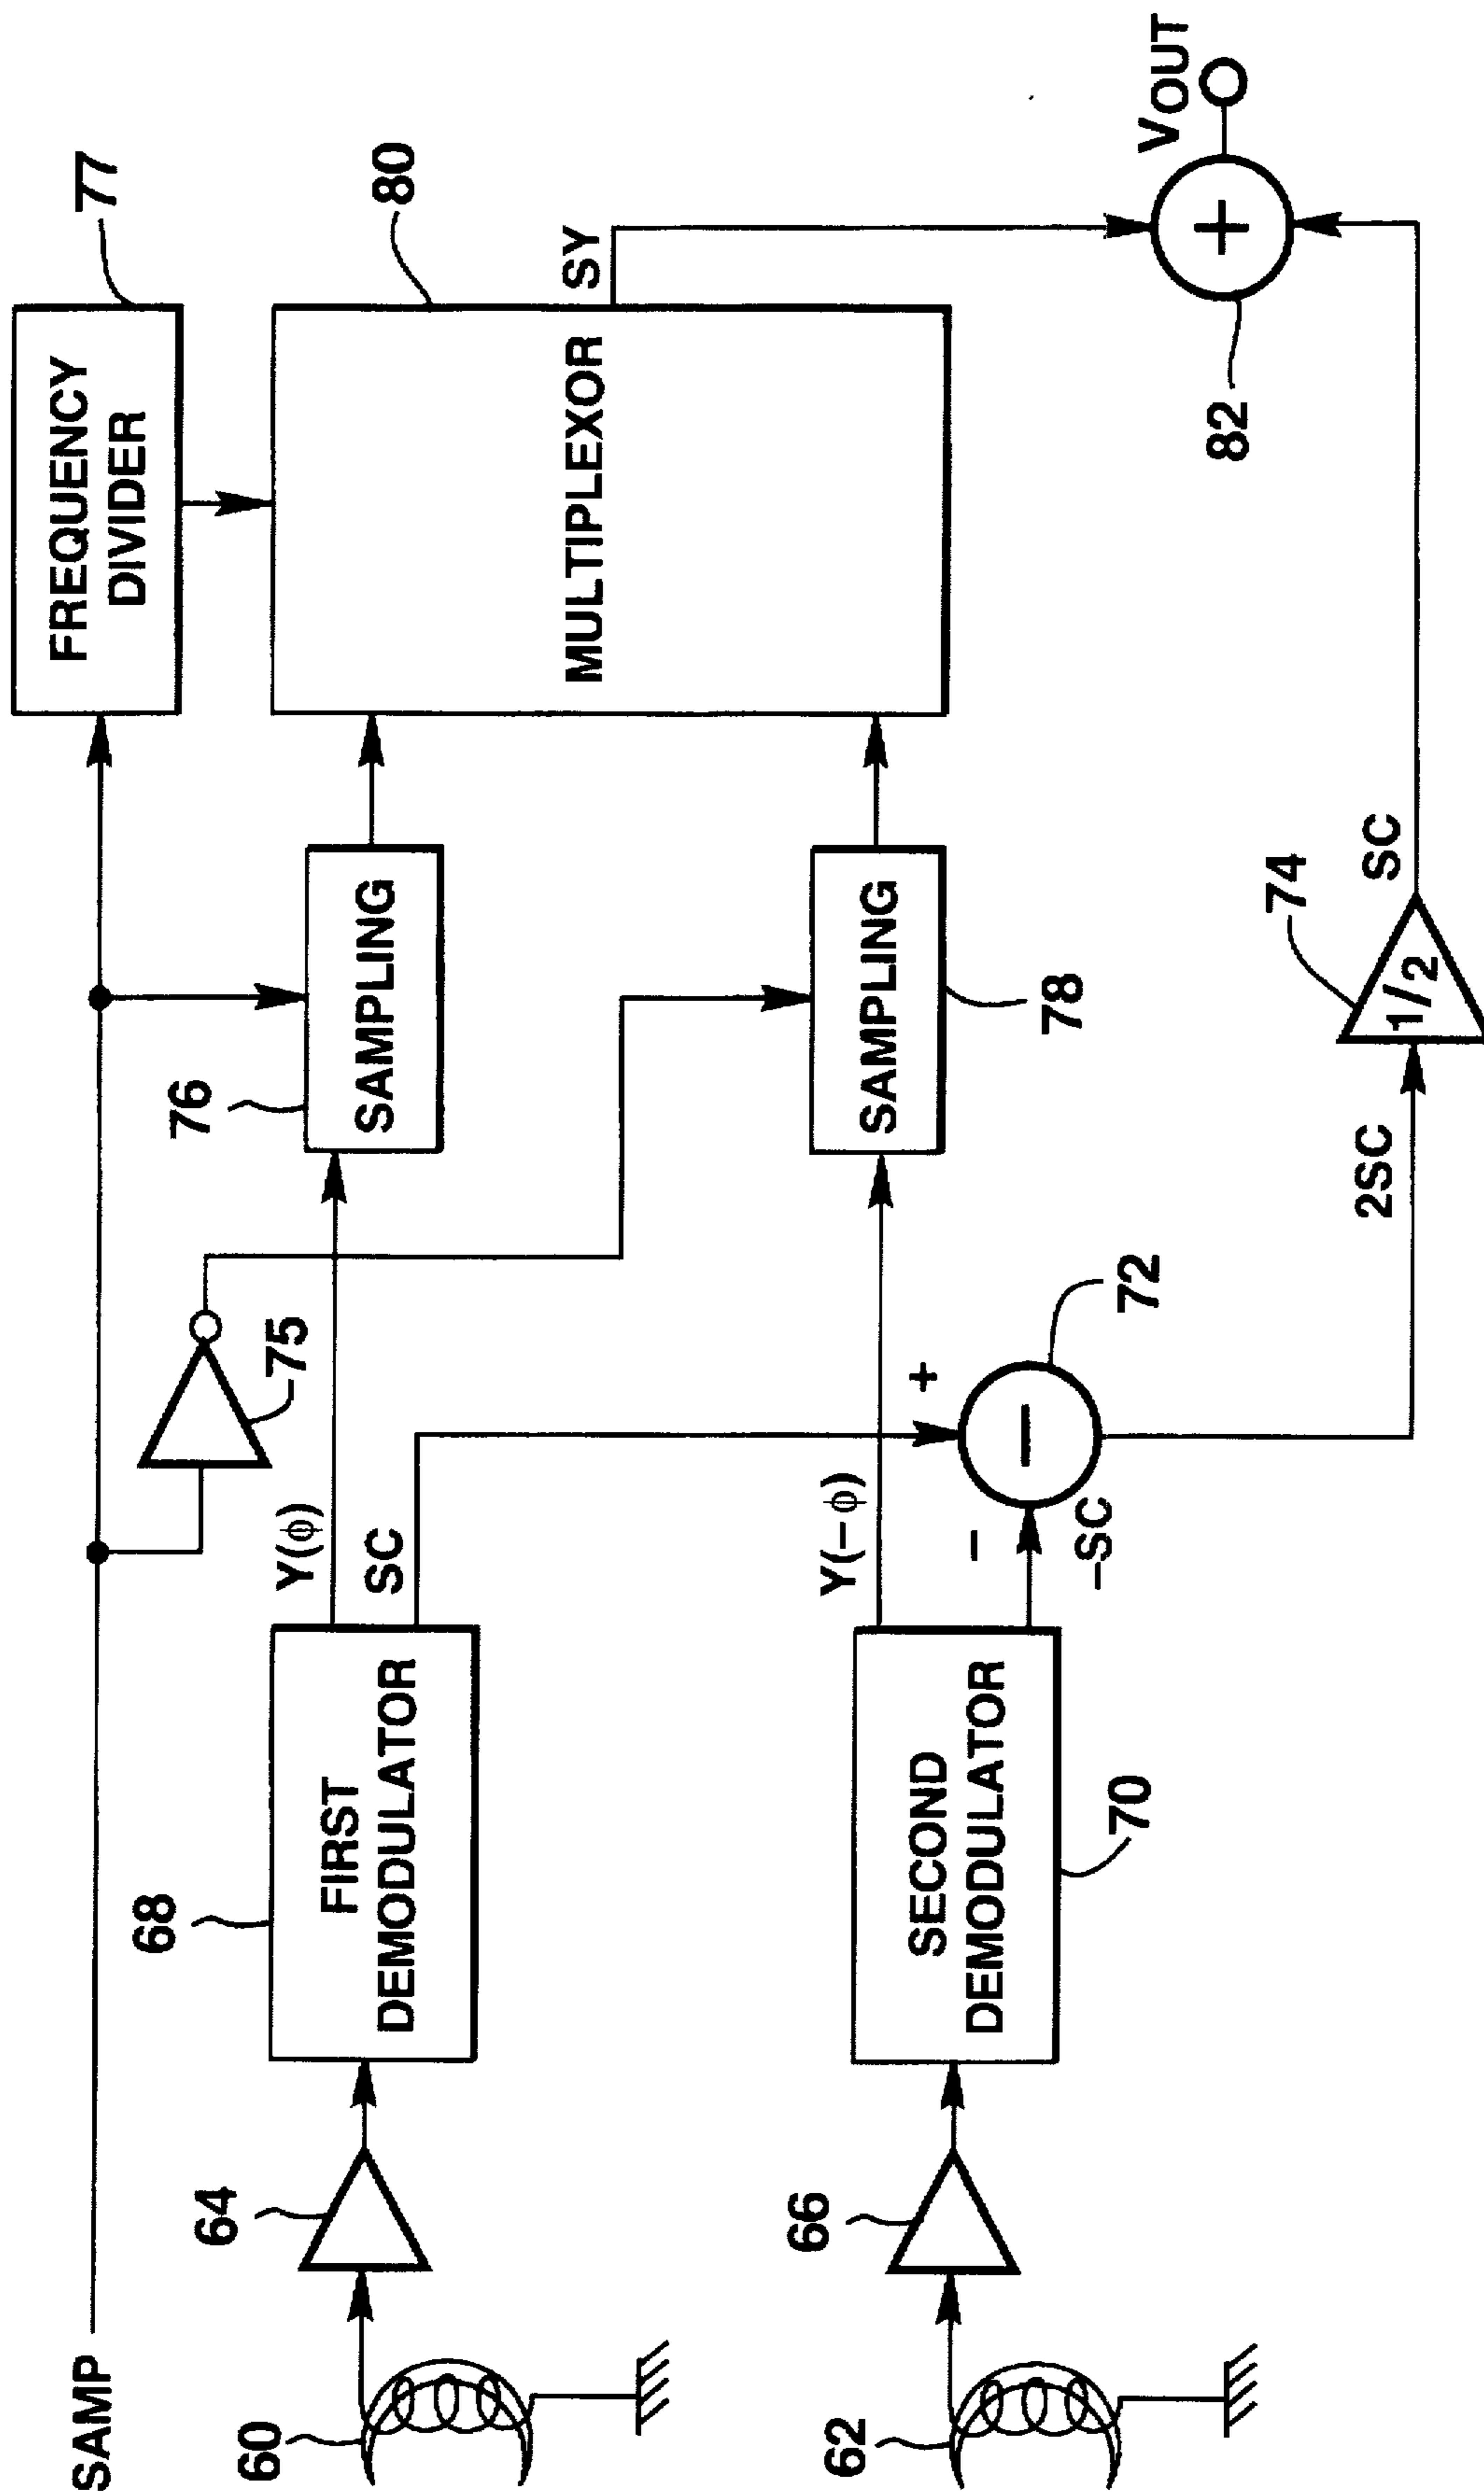 SAMP
FREQUENCY
DIVIDER
77
75
76
SAMPLING
80
MULTIPLEXOR
SY
60
64
68
FIRST
DEMODULATOR
Y(ϕ)
SC
SAMPLING
78
62
66
SECOND
DEMODULATOR
70
Y(−ϕ)
+
−
−SC
−
72
2SC
1/2
74
SC
+
82
VOUT